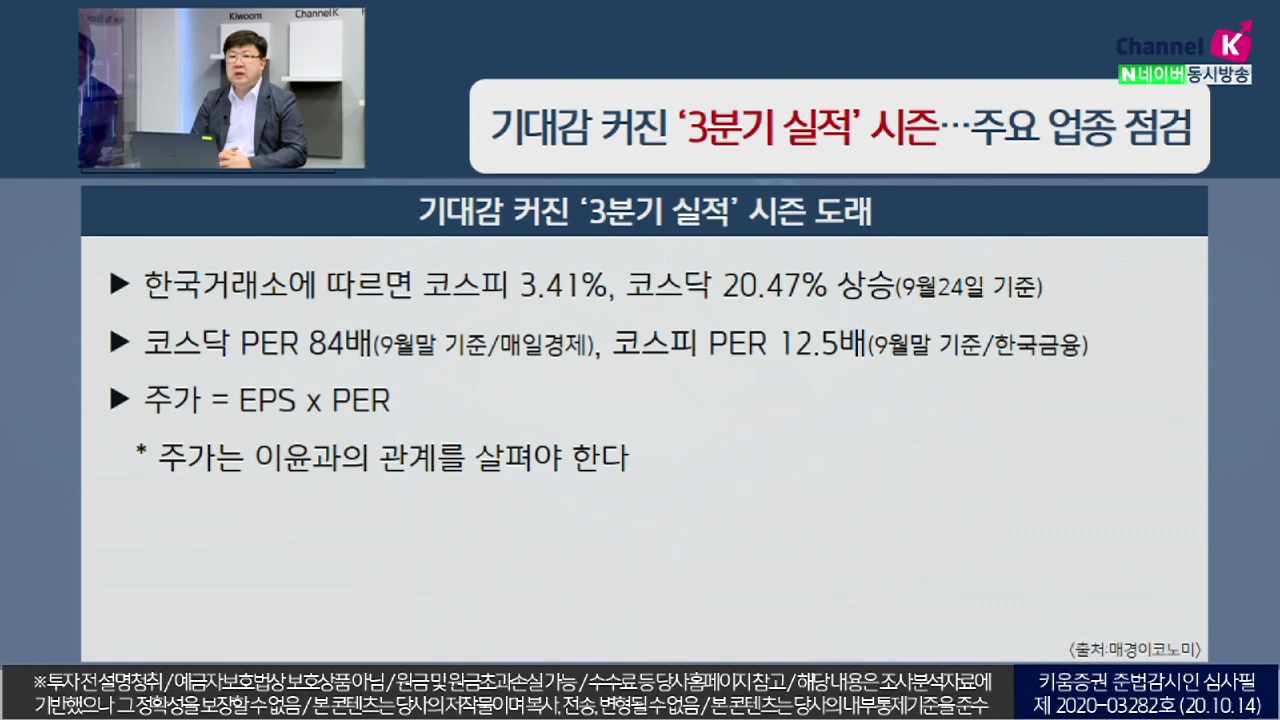 Kiwoom
Channel K
Channel K
N 네이버 동시방송
기대감 커진 ‘3분기 실적’ 시즌…주요 업종 점검
기대감 커진 ‘3분기 실적’ 시즌 도래
▶ 한국거래소에 따르면 코스피 3.41%, 코스닥 20.47% 상승(9월24일 기준)
▶ 코스닥 PER 84배(9월말 기준/매일경제), 코스피 PER 12.5배(9월말 기준/한국금융)
▶ 주가 = EPS x PER
* 주가는 이윤과의 관계를 살펴야 한다
<출처:매경이코노미>
※ 투자 전 설명청취 / 예금자보호법상 보호상품 아님 / 원금 및 원금초과손실 가능 / 수수료 등 당사홈페이지 참고 / 해당 내용은 조사분석자료에
기반했으나 그 정확성을 보장할 수 없음 / 본 콘텐츠는 당사의 저작물이며 복사, 전송, 변형될 수 없음 / 본 콘텐츠는 당사의 내부통제기준을 준수
키움증권 준법감시인 심사필
제 2020-03282호 (20.10.14)